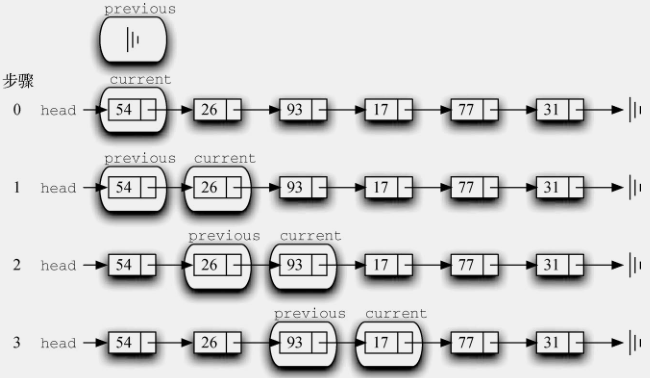 previous
步骤
current
0 head 54 26 93 17 77 31
previous current
1 head 54 26 93 17 77 31
previous current
2 head 54 26 93 17 77 31
previous current
3 head 54 26 93 17 77 31